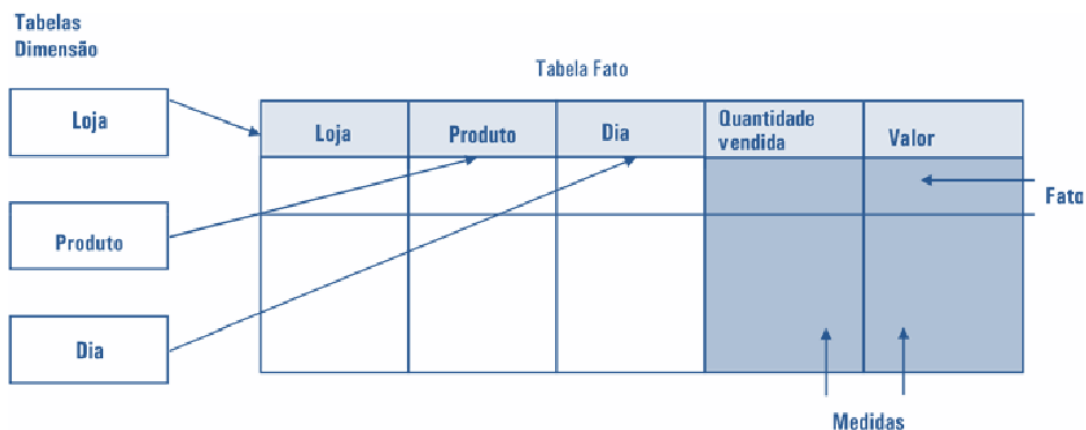 Tabelas
Dimensão
Tabela Fato
Loja
Loja
Produto
Dia
Quantidade
vendida
Valor
Fato
Produto
Dia
Medidas